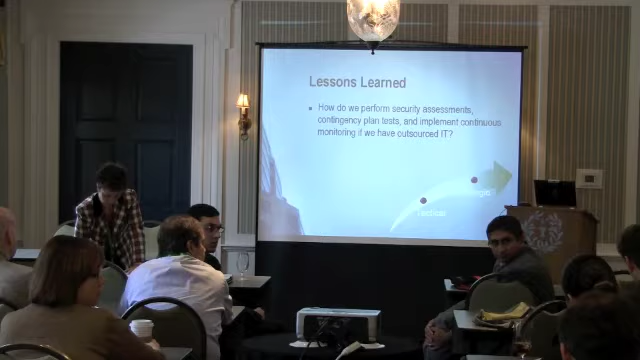 Lessons Learned
How do we perform security assessments,
contingency plan tests, and implement continuous
monitoring if we have outsourced IT?
Tactical